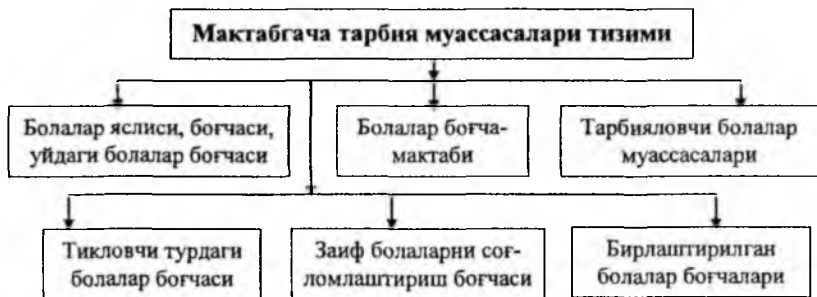 Мактабгача тарбия муассасалари тизими
Болалар яслиси, боғчаси,
уйдаги болалар боғчаси
Болалар боғча-
мактаби
Тарбияловчи болалар
муассасалари
Тикловчи турдаги
болалар боғчаси
Заиф болаларни соғ-
ломлаштириш боғчаси
Бирлаштирилган
болалар боғчалари